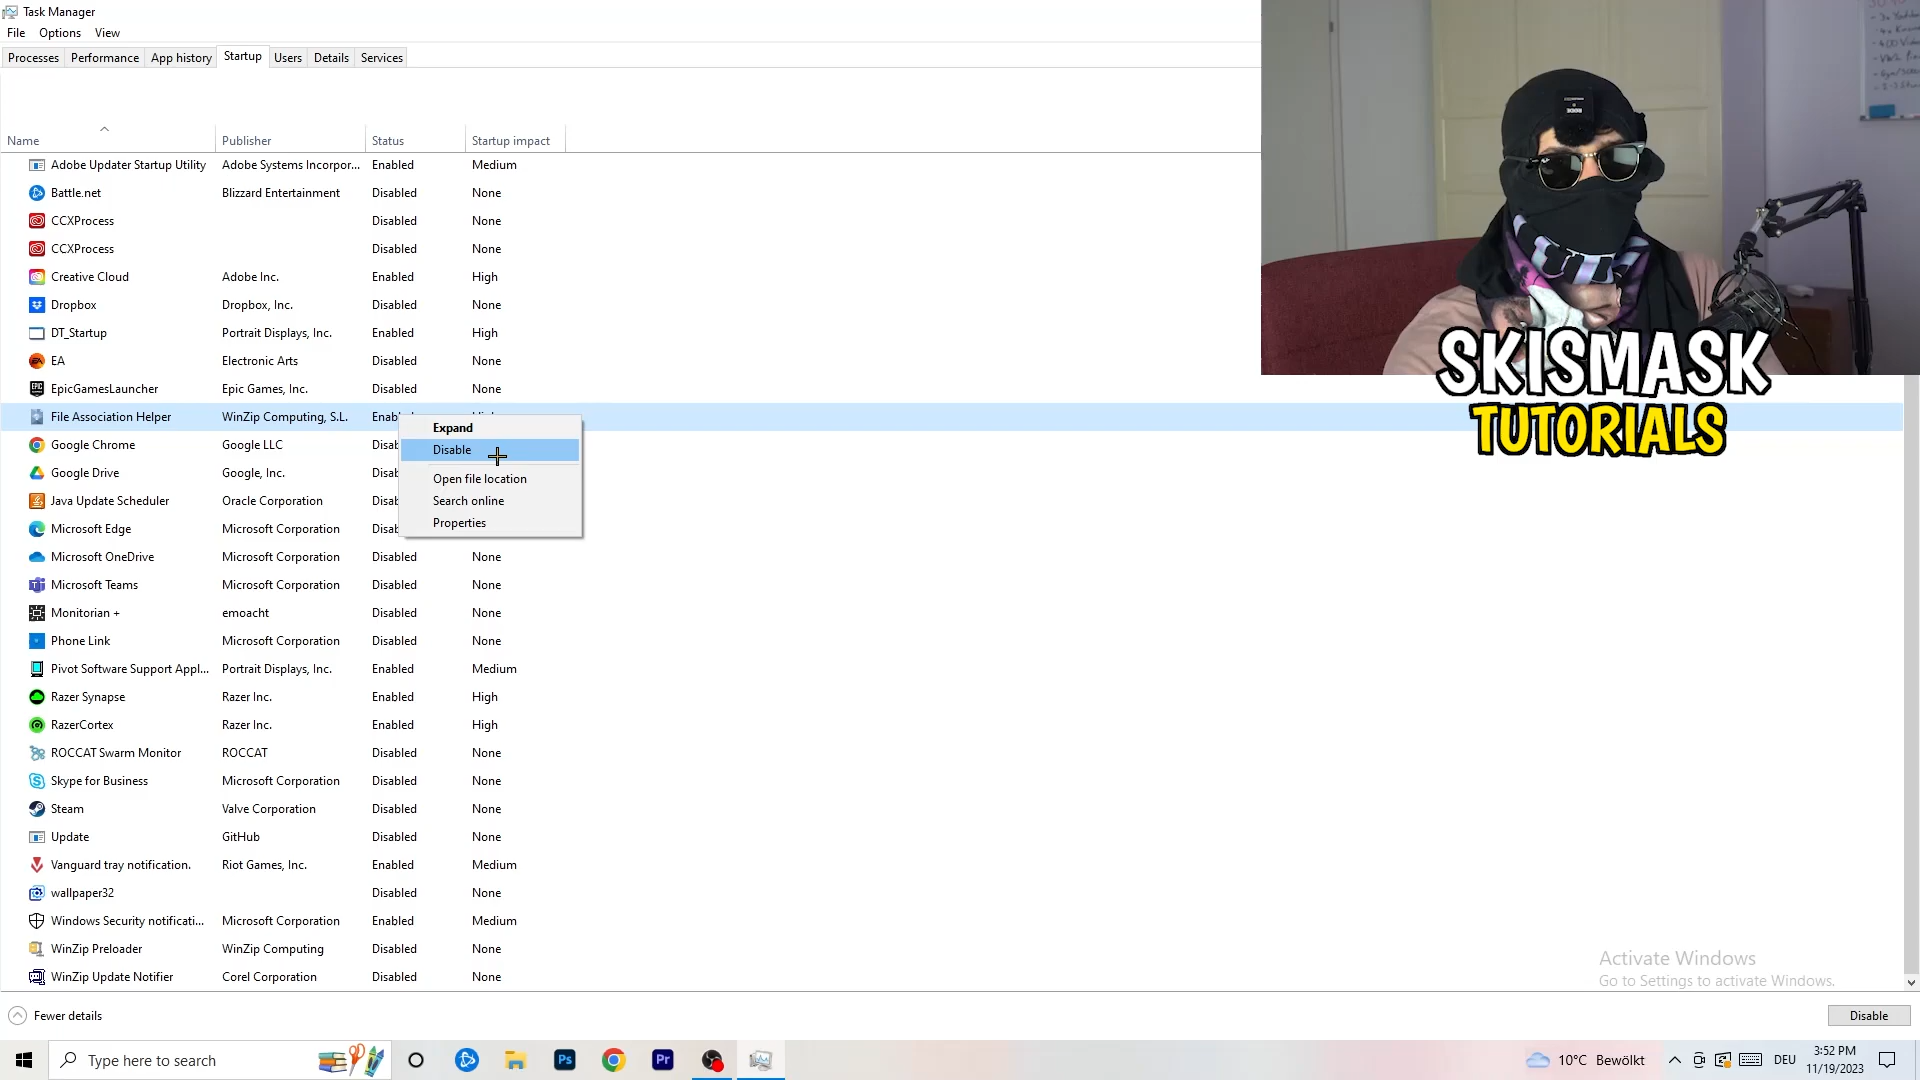 Task Manager
File Options View
Processes Performance App history Startup Users Details Services
Name Publisher Status Startup impact
Adobe Updater Startup Utility Adobe Systems Incorpor... Enabled Medium
Battle.net Blizzard Entertainment Disabled None
CCXProcess Disabled None
CCXProcess Disabled None
Creative Cloud Adobe Inc. Enabled High
Dropbox Dropbox, Inc. Disabled None
DT_Startup Portrait Displays, Inc. Enabled High
EA Electronic Arts Disabled None
EpicGamesLauncher Epic Games, Inc. Disabled None
File Association Helper WinZip Computing, S.L.
Google Chrome Google LLC
Google Drive Google, Inc.
Java Update Scheduler Oracle Corporation
Microsoft Edge Microsoft Corporation
Expand
Disable
Open file location
Search online
Properties
Microsoft OneDrive Microsoft Corporation Disabled None
Microsoft Teams Microsoft Corporation Disabled None
Monitorian + emoacht Disabled None
Phone Link Microsoft Corporation Disabled None
Pivot Software Support Appl... Portrait Displays, Inc. Enabled Medium
Razer Synapse Razer Inc. Enabled High
RazerCortex Razer Inc. Enabled High
ROCCAT Swarm Monitor ROCCAT Disabled None
Skype for Business Microsoft Corporation Disabled None
Steam Valve Corporation Disabled None
Update GitHub Disabled None
Vanguard tray notification. Riot Games, Inc. Enabled Medium
wallpaper32 Disabled None
Windows Security notificati... Microsoft Corporation Enabled Medium
WinZip Preloader WinZip Computing Disabled None
WinZip Update Notifier Corel Corporation Disabled None
SKISMASK
TUTORIALS
Activate Windows
Go to Settings to activate Windows.
Fewer details Disable
Type here to search Ps Pr 10°C Bewölkt DEU 3:52 PM
11/19/2023